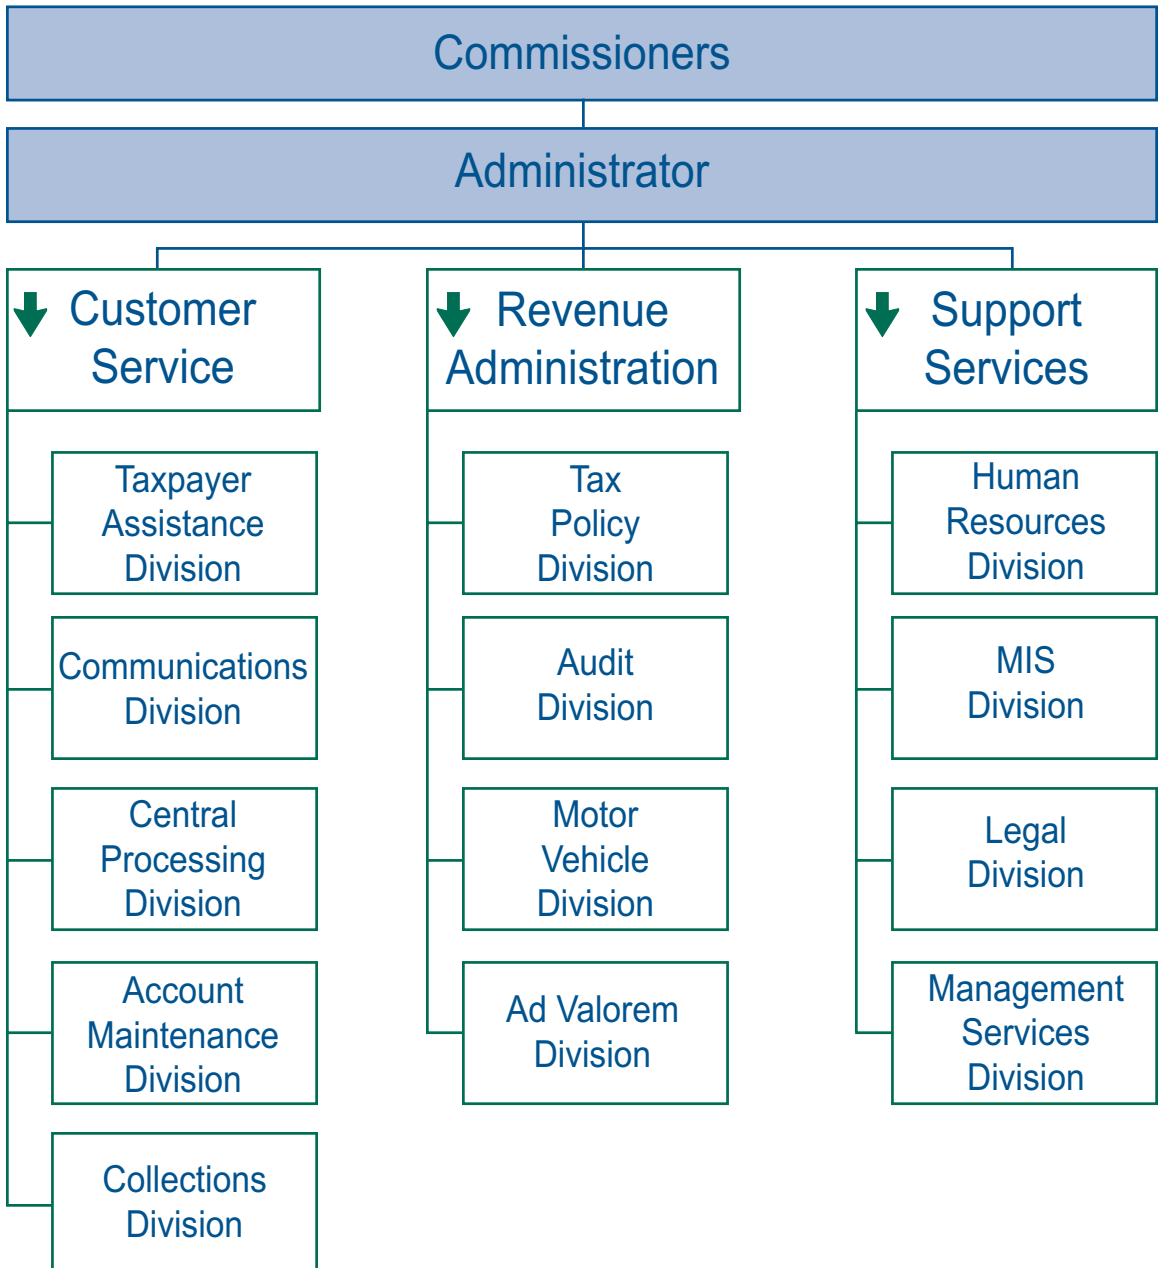 Commissioners
Administrator
Customer
Service
Taxpayer
Assistance
Division
Communications
Division
Central
Processing
Division
Account
Maintenance
Division
Collections
Division
Revenue
Administration
Tax
Policy
Division
Audit
Division
Motor
Vehicle
Division
Ad Valorem
Division
Support
Services
Human
Resources
Division
MIS
Division
Legal
Division
Management
Services
Division